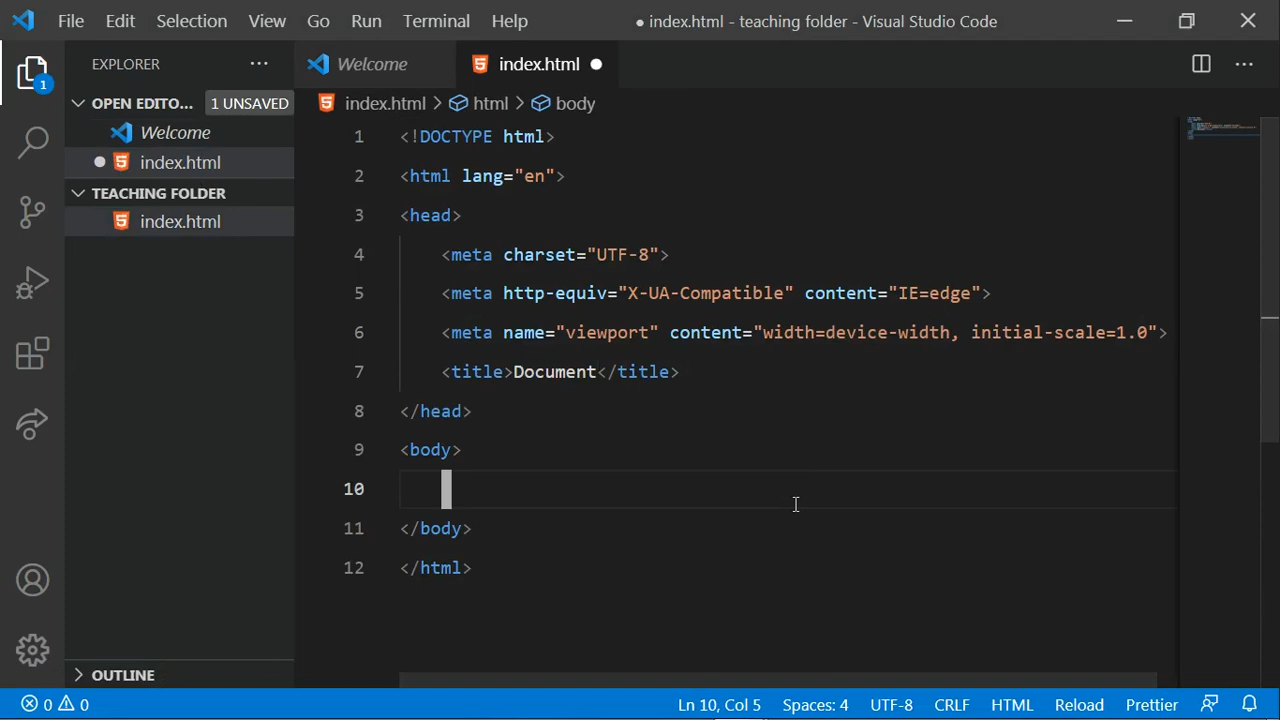 File Edit Selection View Go Run Terminal Help ● index.html - teaching folder - Visual Studio Code
EXPLORER ···
Welcome index.html
1
OPEN EDITO... 1 UNSAVED
index.html > html > body
Welcome
index.html
TEACHING FOLDER
index.html
1 <!DOCTYPE html>
2 <html lang="en">
3 <head>
4 <meta charset="UTF-8">
5 <meta http-equiv="X-UA-Compatible" content="IE=edge">
6 <meta name="viewport" content="width=device-width, initial-scale=1.0">
7 <title>Document</title>
8 </head>
9 <body>
10
11 </body>
12 </html>
OUTLINE
0 0 Ln 10, Col 5 Spaces: 4 UTF-8 CRLF HTML Reload Prettier